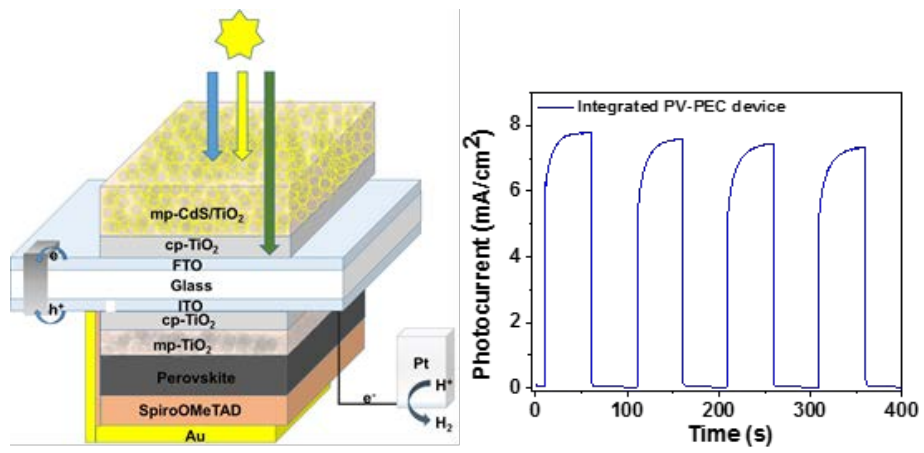 mp-CdS/TiO₂
cp-TiO₂
FTO
e⁻
Glass
h⁺
ITO
cp-TiO₂
mp-TiO₂
Perovskite
SpiroOMeTAD
Au
Pt
H⁺
H₂
e⁻
Integrated PV-PEC device
Photocurrent (mA/cm²)
8
6
4
2
0
0 100 200 300 400
Time (s)